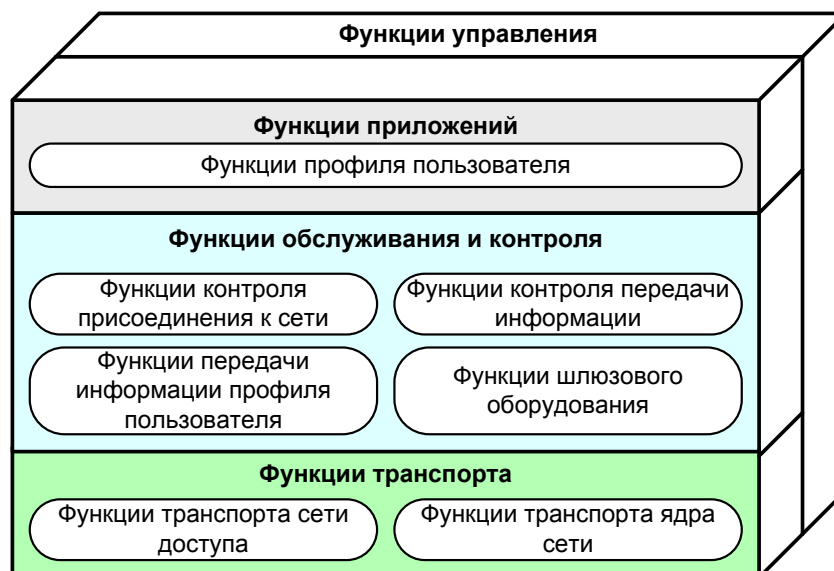 Функции управления
Функции приложений
Функции профиля пользователя
Функции обслуживания и контроля
Функции контроля
присоединения к сети
Функции контроля передачи
информации
Функции передачи
информации профиля
пользователя
Функции шлюзового
оборудования
Функции транспорта
Функции транспорта сети
доступа
Функции транспорта ядра
сети